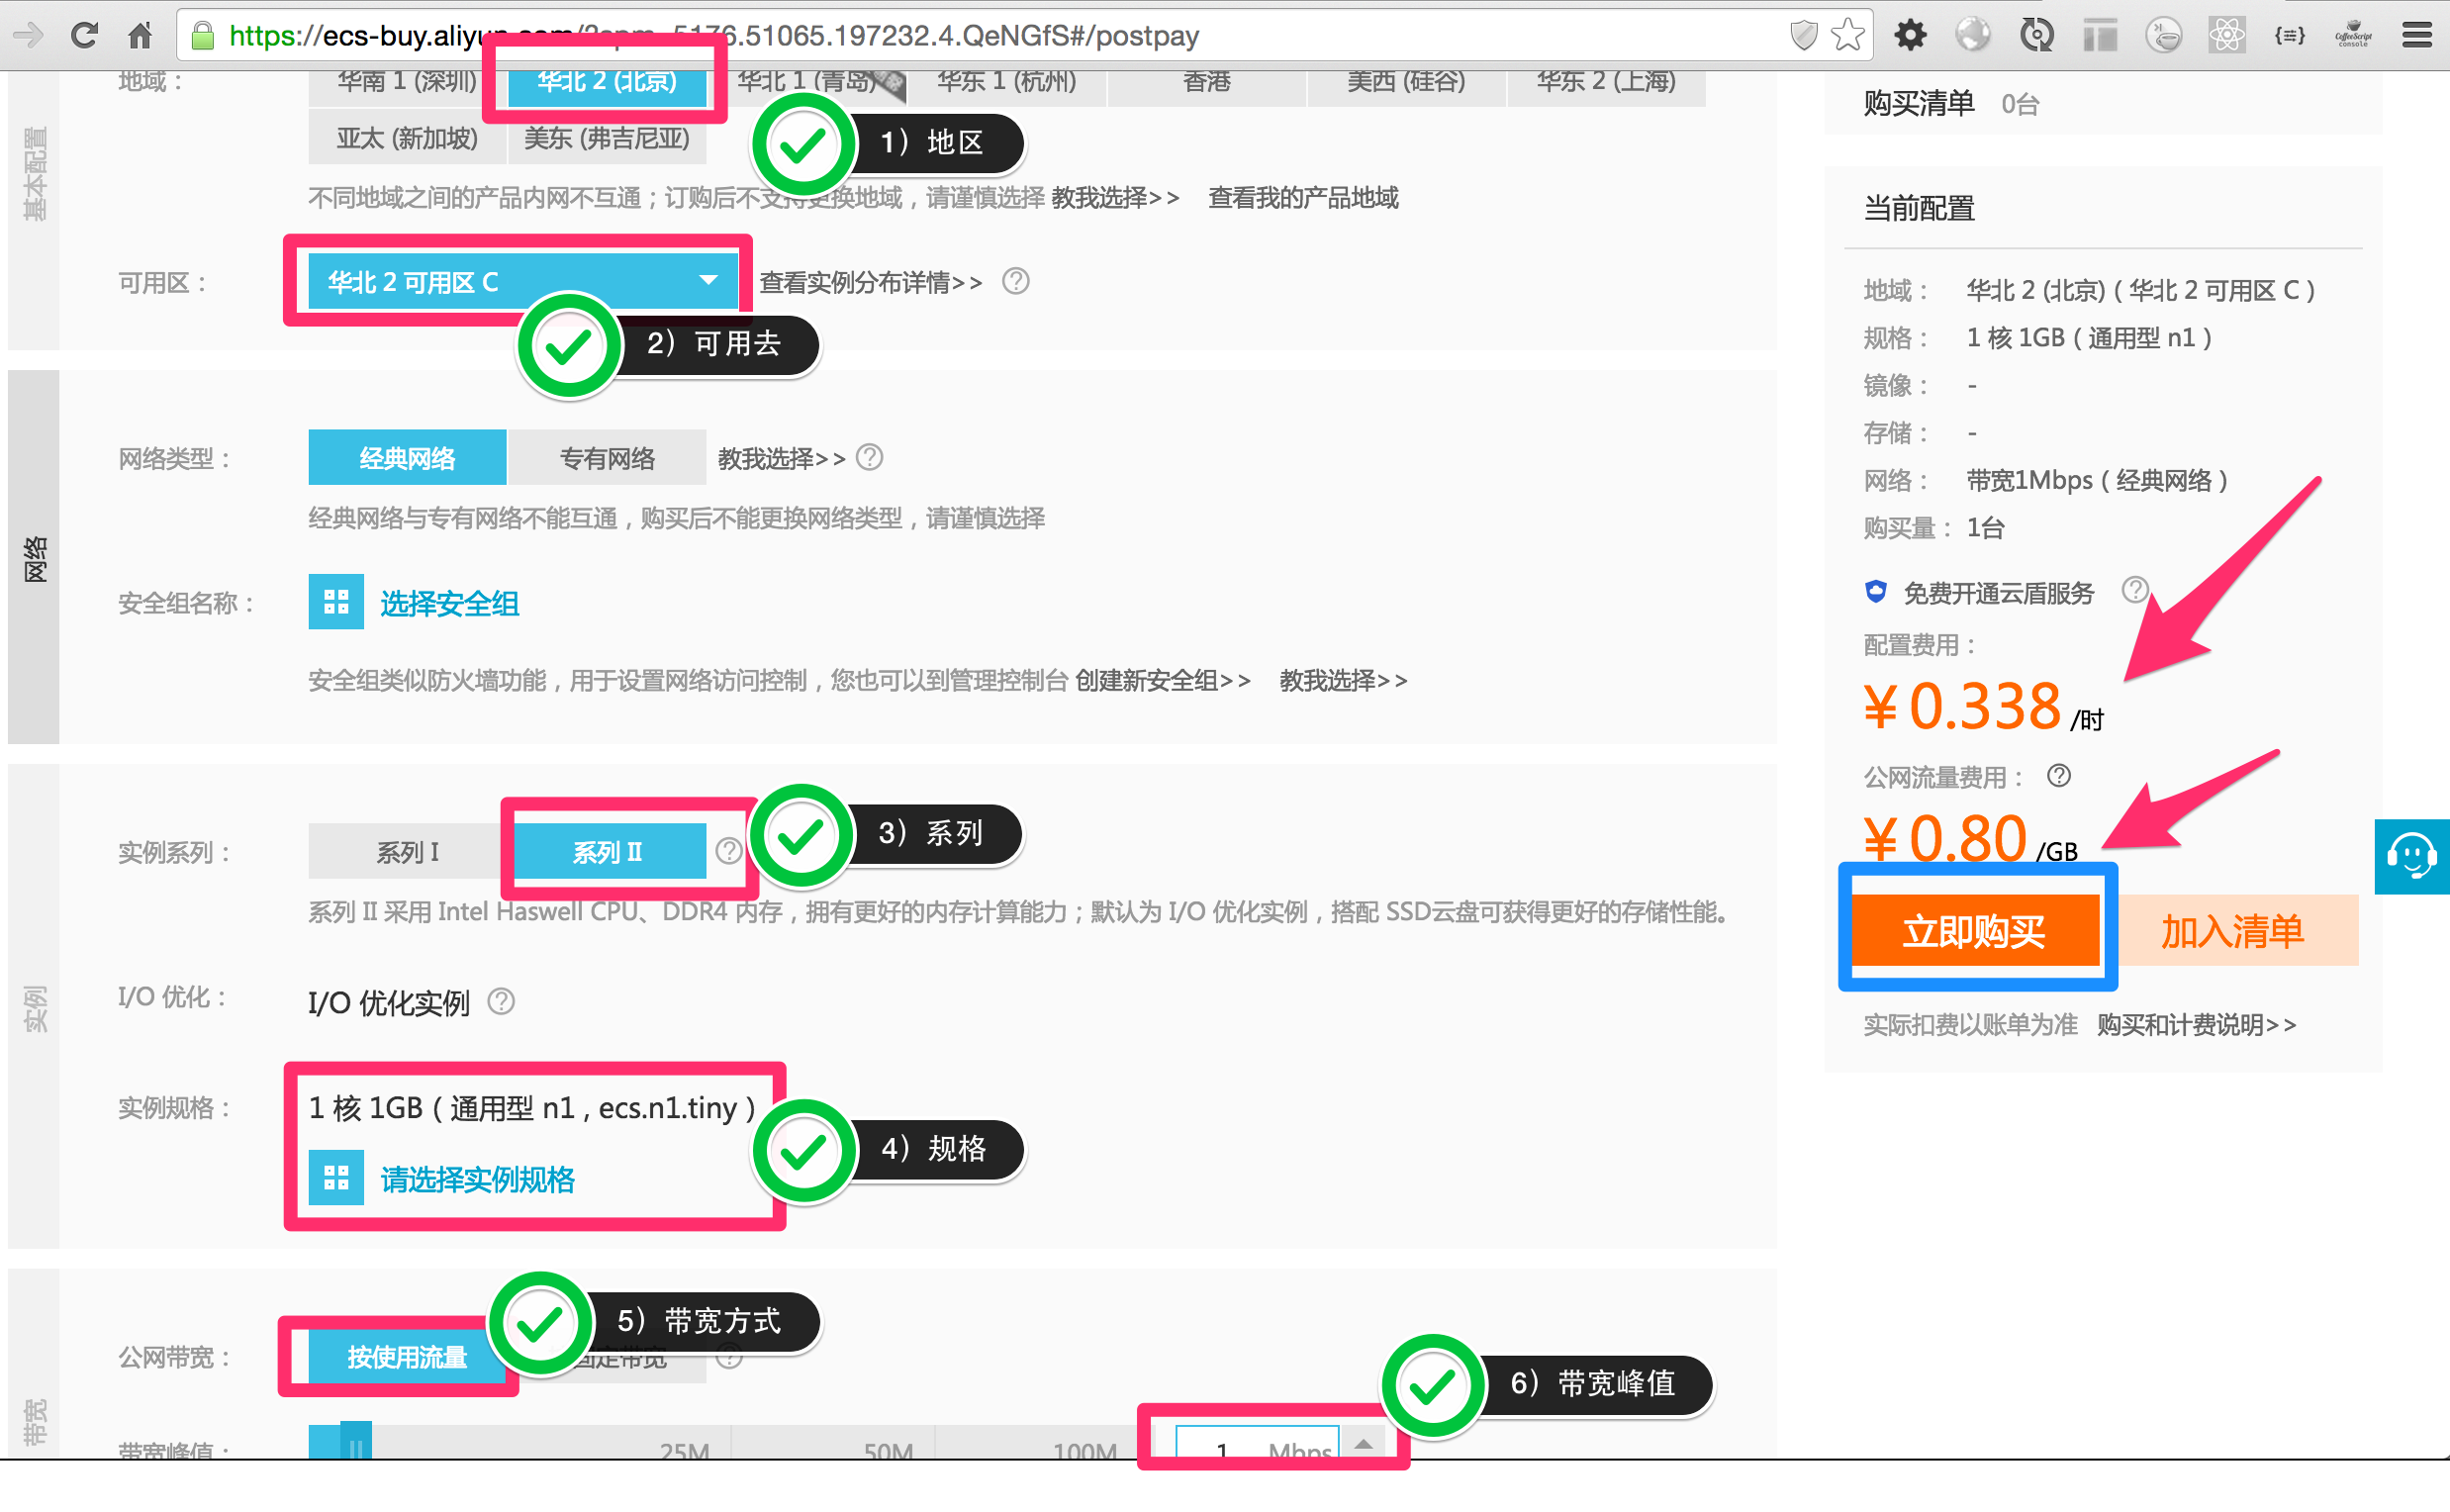 https://ecs-buy.aliyun.com/?spm=5176.51065.197232.4.QeNGfS#/postpay
CoffeeScript console
基本配置
地域：
华南 1 (深圳)
华北 2 (北京)
华北 1 (青岛)
华东 1 (杭州)
香港
美西 (硅谷)
华东 2 (上海)
亚太 (新加坡)
美东 (弗吉尼亚)
1）地区
不同地域之间的产品内网不互通；订购后不支持更换地域，请谨慎选择 教我选择>> 查看我的产品地域
可用区：
华北 2 可用区 C
查看实例分布详情>>
2）可用去
网络
网络类型：
经典网络
专有网络
教我选择>>
经典网络与专有网络不能互通，购买后不能更换网络类型，请谨慎选择
安全组名称：
选择安全组
安全组类似防火墙功能，用于设置网络访问控制，您也可以到管理控制台 创建新安全组>> 教我选择>>
实例
实例系列：
系列 I
系列 II
3）系列
系列 II 采用 Intel Haswell CPU、DDR4 内存，拥有更好的内存计算能力；默认为 I/O 优化实例，搭配 SSD云盘可获得更好的存储性能。
I/O 优化：
I/O 优化实例
实例规格：
1 核 1GB（通用型 n1，ecs.n1.tiny）
请选择实例规格
4）规格
带宽
公网带宽：
按使用流量
固定带宽
5）带宽方式
带宽峰值：
25M
50M
100M
1 Mbps
6）带宽峰值
购买清单 0台
当前配置
地域： 华北 2 (北京)（华北 2 可用区 C）
规格： 1 核 1GB（通用型 n1）
镜像： -
存储： -
网络： 带宽1Mbps（经典网络）
购买量： 1台
免费开通云盾服务
配置费用：
¥0.338 /时
公网流量费用：
¥0.80 /GB
立即购买
加入清单
实际扣费以账单为准 购买和计费说明>>